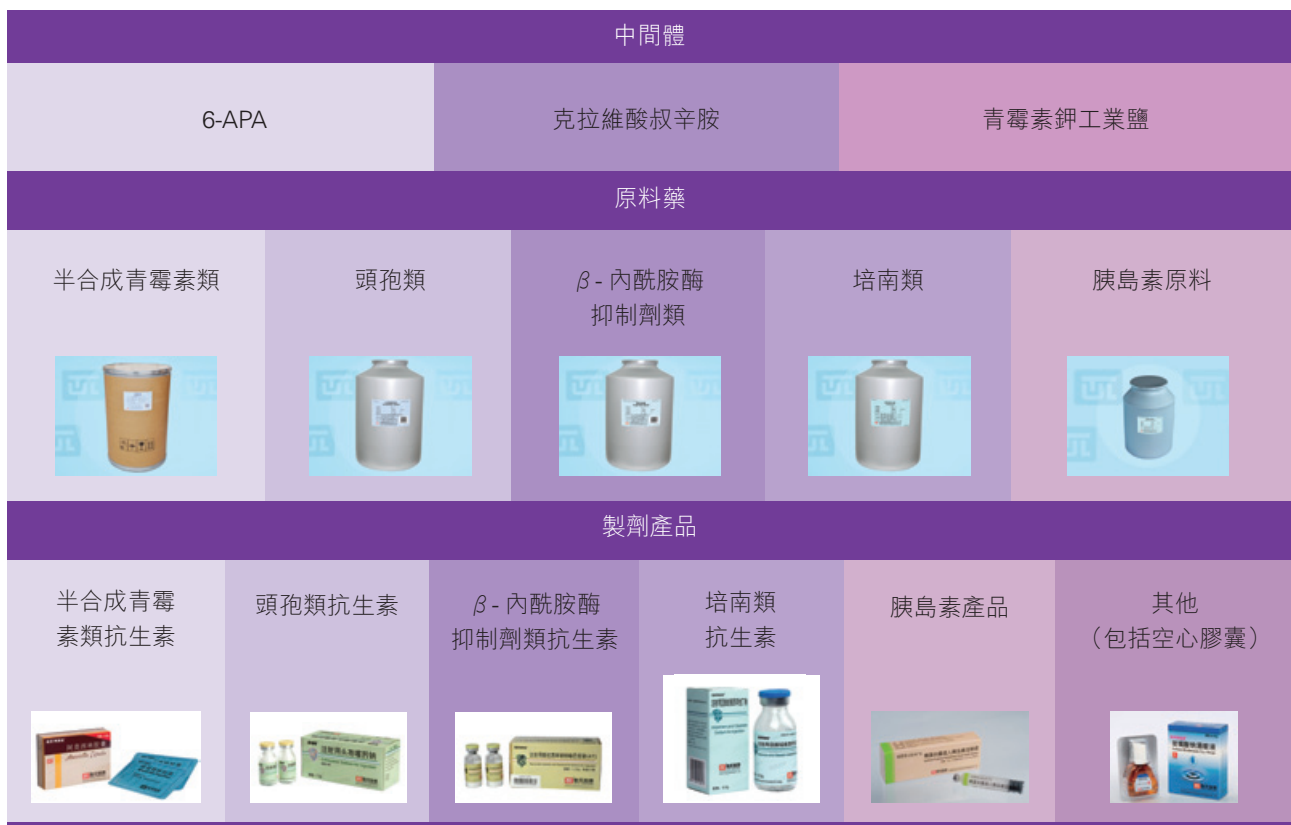 中間體
6-APA
克拉維酸叔辛胺
青霉素鉀工業鹽
原料藥
半合成青霉素類
頭孢類
β - 內酰胺酶
抑制劑類
培南類
胰島素原料
製劑產品
半合成青霉
素類抗生素
頭孢類抗生素
β - 內酰胺酶
抑制劑類抗生素
培南類
抗生素
胰島素產品
其他
（包括空心膠囊）